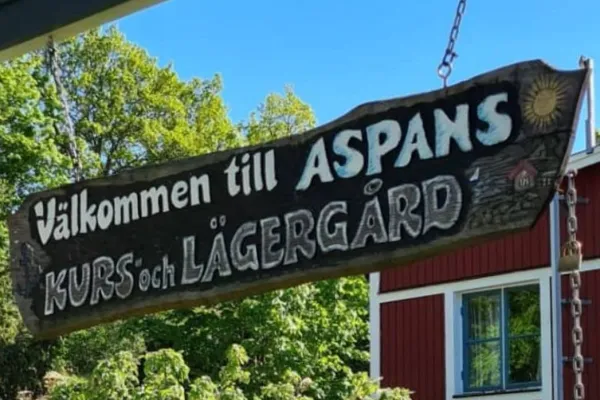 Välkommen till ASPANS
KURS och LÄGERGÅRD